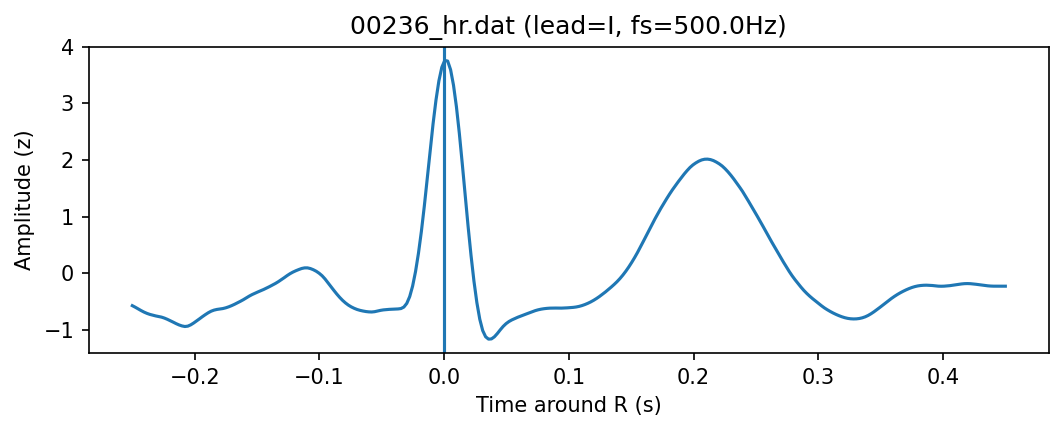 00236_hr.dat (lead=I, fs=500.0Hz)
4
3
2
1
0
−1
Amplitude (z)
−0.2 −0.1 0.0 0.1 0.2 0.3 0.4
Time around R (s)